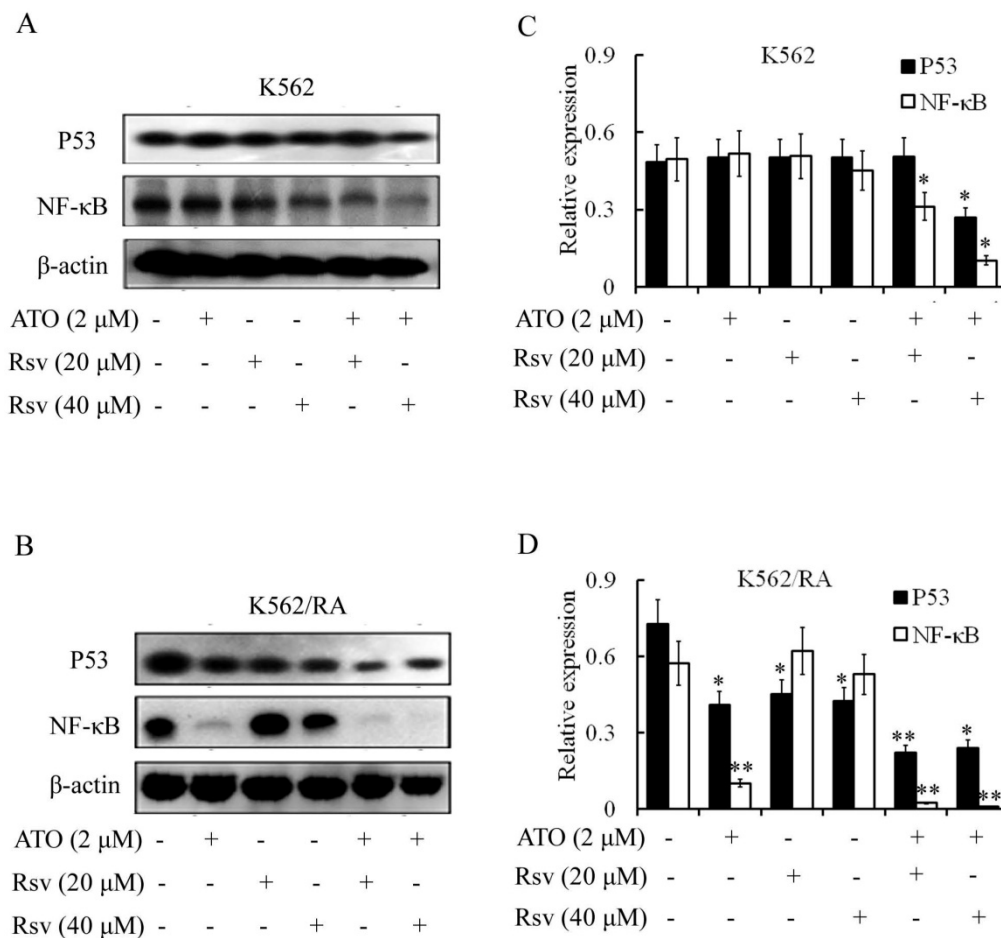 A
K562
P53
NF-κB
β-actin
ATO (2 μM) - + - - + +
Rsv (20 μM) - - + - + -
Rsv (40 μM) - - - + - +
C
K562
P53
NF-κB
Relative expression
0.9
0.6
0.3
0
*
*
*
ATO (2 μM) - + - - + +
Rsv (20 μM) - - + - + -
Rsv (40 μM) - - - + - +
B
K562/RA
P53
NF-κB
β-actin
ATO (2 μM) - + - - + +
Rsv (20 μM) - - + - + -
Rsv (40 μM) - - - + - +
D
K562/RA
P53
NF-κB
Relative expression
0.9
0.6
0.3
0
*
**
*
*
**
**
*
**
ATO (2 μM) - + - - + +
Rsv (20 μM) - - + - + -
Rsv (40 μM) - - - + - +